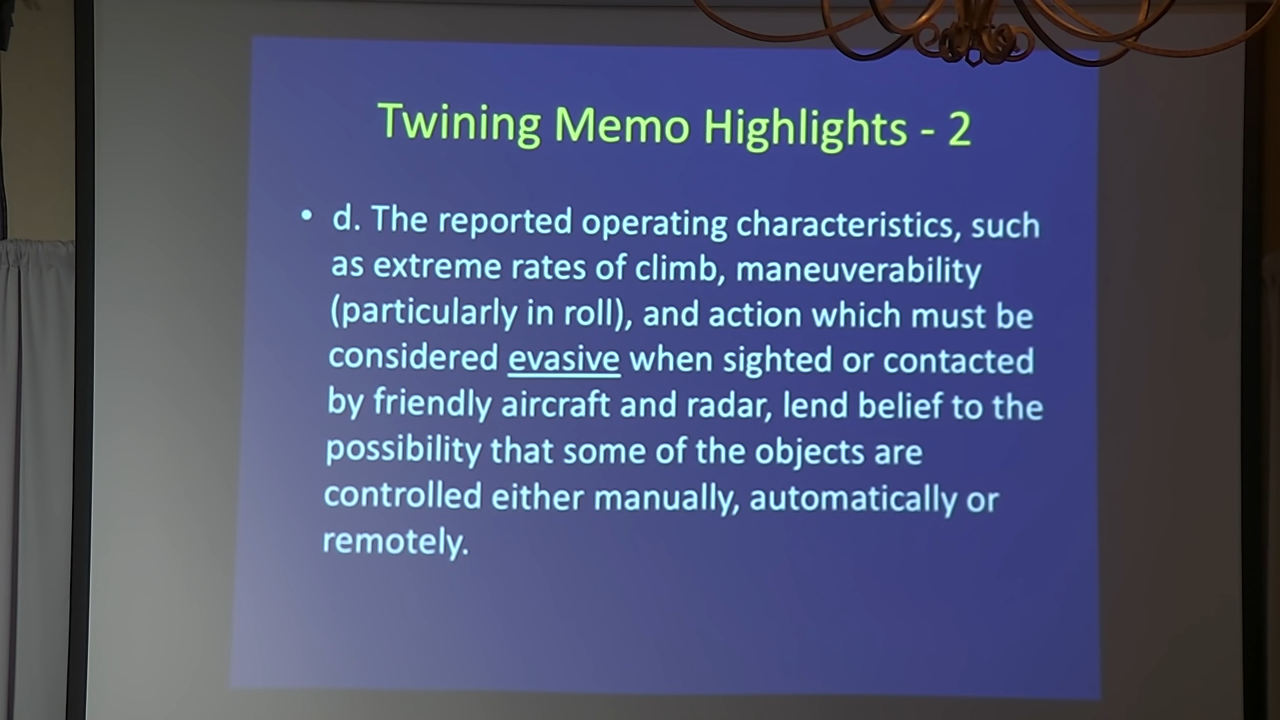 Twining Memo Highlights - 2
• d. The reported operating characteristics, such
as extreme rates of climb, maneuverability
(particularly in roll), and action which must be
considered evasive when sighted or contacted
by friendly aircraft and radar, lend belief to the
possibility that some of the objects are
controlled either manually, automatically or
remotely.